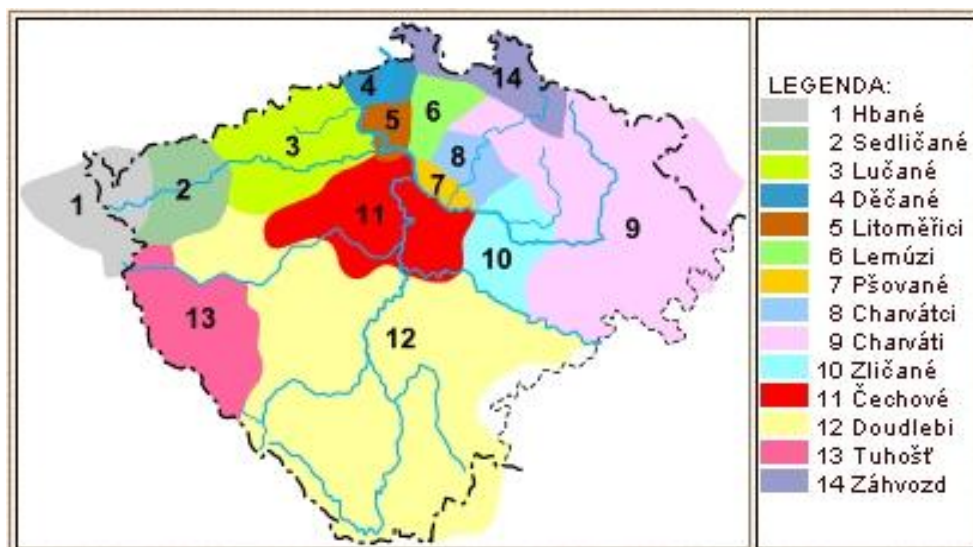 14
4
5
6
3
8
2
7
1
11
9
10
13
12
LEGENDA:
1 Hbané
2 Sedličané
3 Lučané
4 Děčané
5 Litoměřici
6 Lemúzi
7 Pšované
8 Charvátci
9 Charváti
10 Zličané
11 Čechové
12 Doudlebi
13 Tuhošť
14 Záhvozd